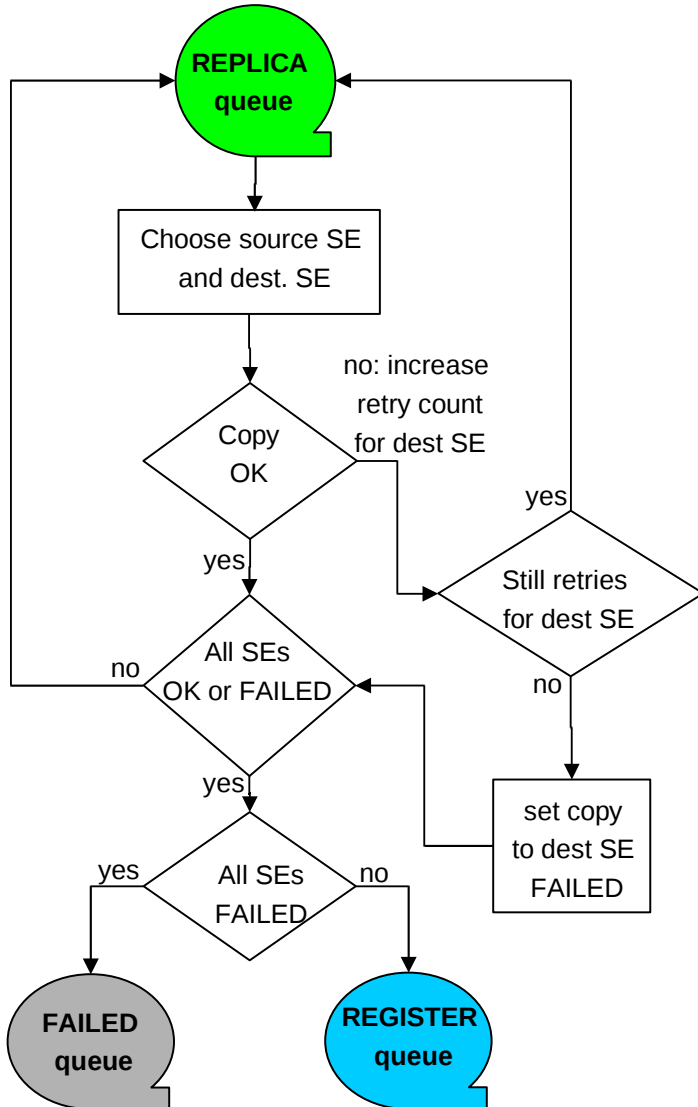 REPLICA
queue
Choose source SE
and dest. SE
no: increase
retry count
for dest SE
Copy
OK
yes
yes
Still retries
for dest SE
no
All SEs
OK or FAILED
no
yes
set copy
to dest SE
FAILED
yes
All SEs
FAILED
no
FAILED
queue
REGISTER
queue